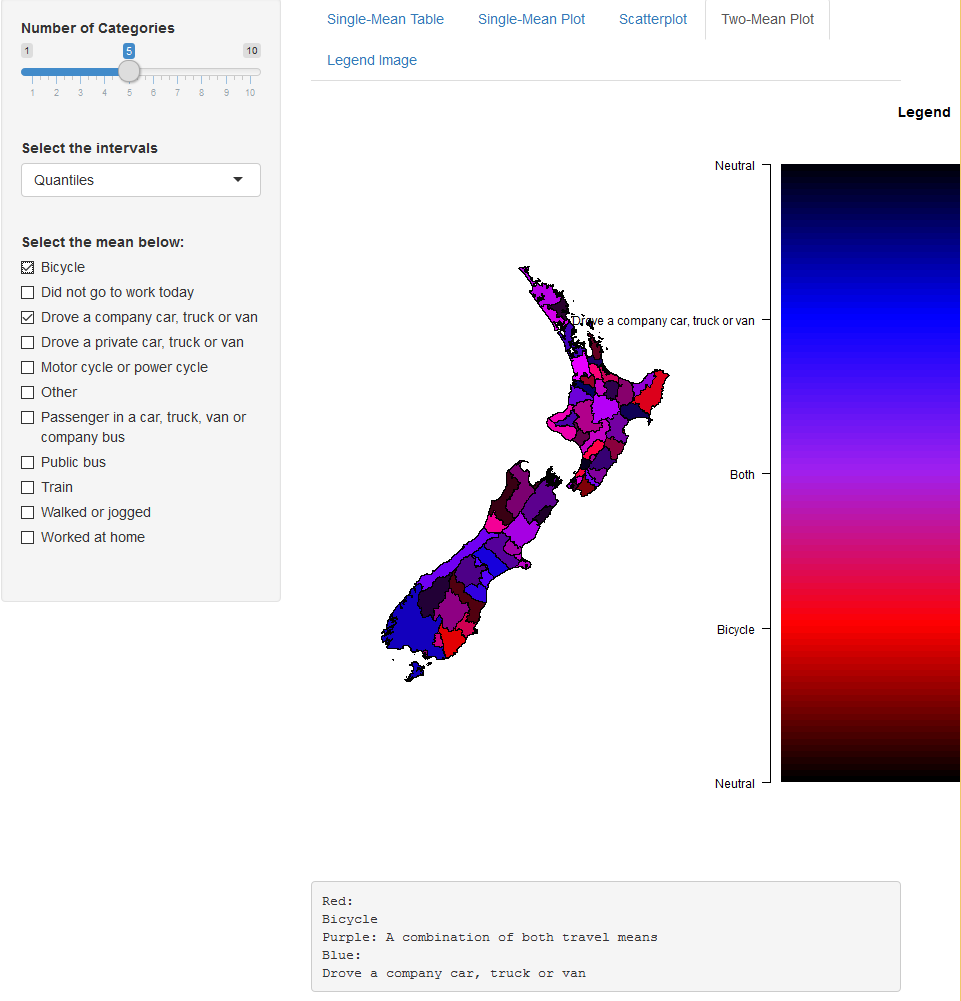 Number of Categories
1 5 10
1 2 3 4 5 6 7 8 9 10
Select the intervals
Quantiles
Select the mean below:
Bicycle
Did not go to work today
Drove a company car, truck or van
Drove a private car, truck or van
Motor cycle or power cycle
Other
Passenger in a car, truck, van or
company bus
Public bus
Train
Walked or jogged
Worked at home
Single-Mean Table Single-Mean Plot Scatterplot Two-Mean Plot
Legend Image
Legend
Neutral
Drove a company car, truck or van
Both
Bicycle
Neutral
Red:
Bicycle
Purple: A combination of both travel means
Blue:
Drove a company car, truck or van